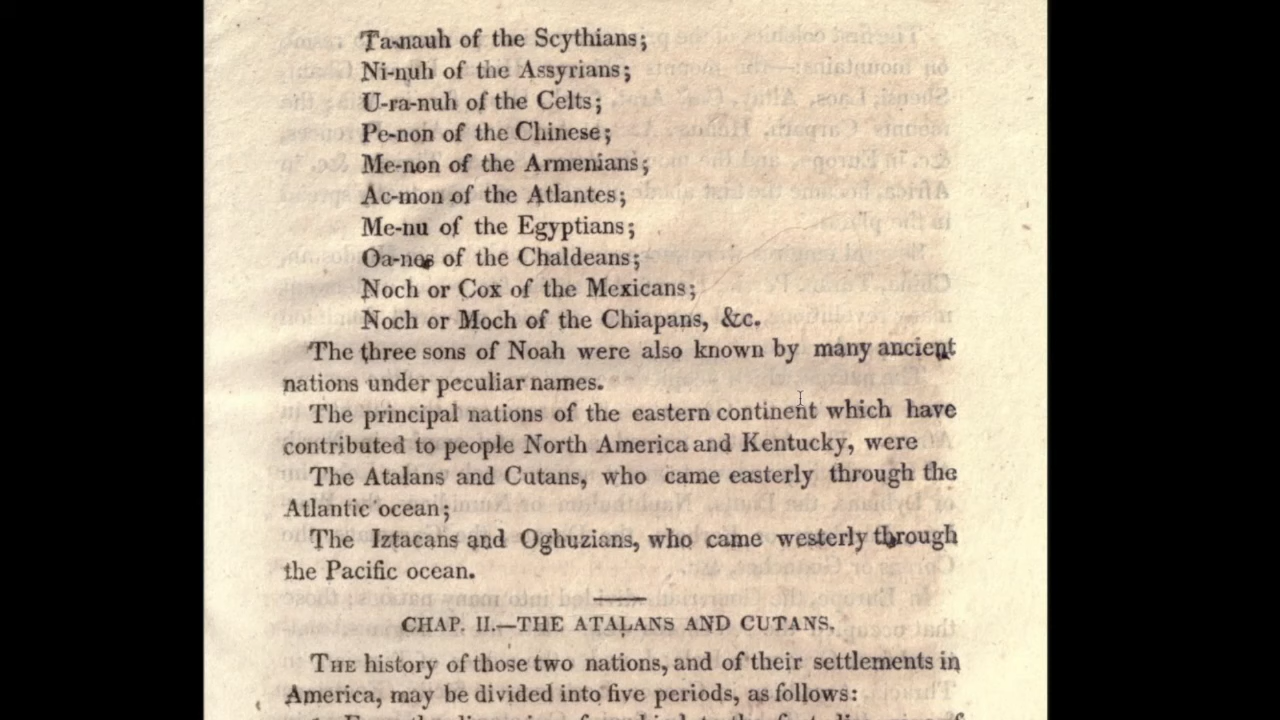 Ta-nauh of the Scythians;
Ni-nuh of the Assyrians;
U-ra-nuh of the Celts;
Pe-non of the Chinese;
Me-non of the Armenians;
Ac-mon of the Atlantes;
Me-nu of the Egyptians;
Oa-nes of the Chaldeans;
Noch or Cox of the Mexicans;
Noch or Moch of the Chiapans, &c.
The three sons of Noah were also known by many ancient
nations under peculiar names.
The principal nations of the eastern continent which have
contributed to people North America and Kentucky, were
The Atalans and Cutans, who came easterly through the
Atlantic ocean;
The Iztacans and Oghuzians, who came westerly through
the Pacific ocean.
CHAP. II.—THE ATALANS AND CUTANS.
THE history of those two nations, and of their settlements in
America, may be divided into five periods, as follows: